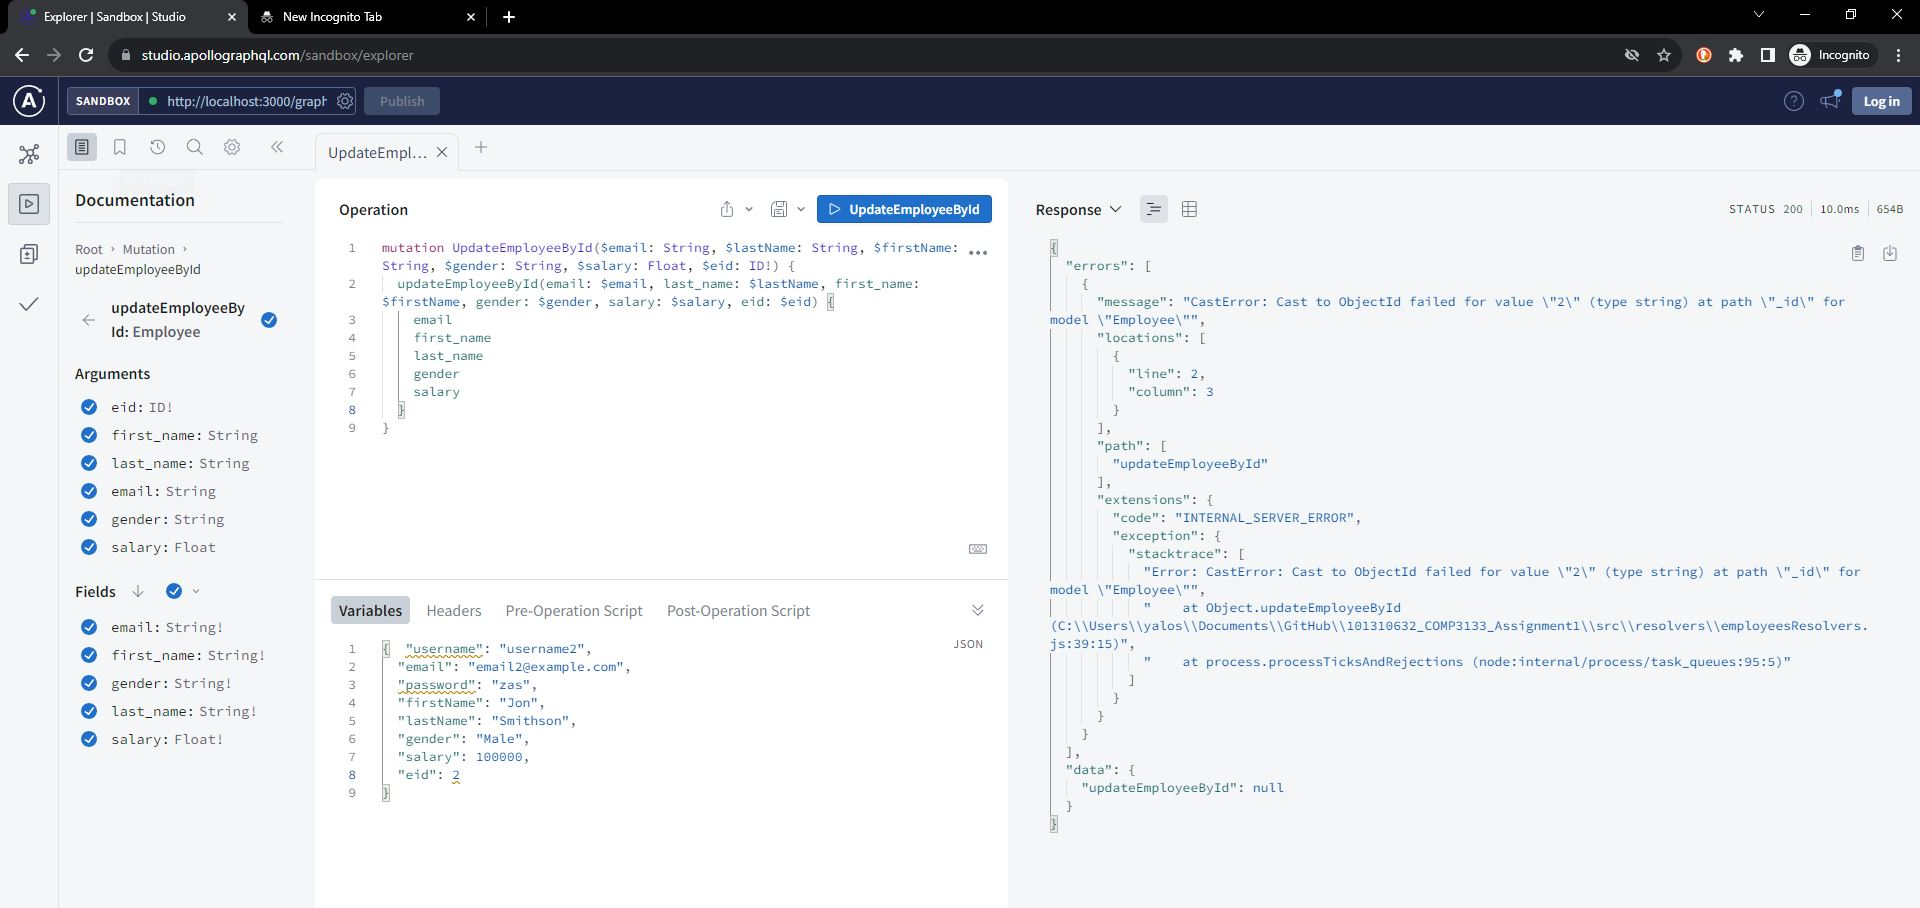 Explorer | Sandbox | Studio
New Incognito Tab
studio.apollographql.com/sandbox/explorer
Incognito
SANDBOX
http://localhost:3000/graph
Publish
Log in
UpdateEmpl...
Documentation
Root › Mutation ›
updateEmployeeById
updateEmployeeBy
Id: Employee
Arguments
eid: ID!
first_name: String
last_name: String
email: String
gender: String
salary: Float
Fields
email: String!
first_name: String!
gender: String!
last_name: String!
salary: Float!
Operation
UpdateEmployeeById
1 mutation UpdateEmployeeById($email: String, $lastName: String, $firstName:
String, $gender: String, $salary: Float, $eid: ID!) {
2 updateEmployeeById(email: $email, last_name: $lastName, first_name:
$firstName, gender: $gender, salary: $salary, eid: $eid) {
3 email
4 first_name
5 last_name
6 gender
7 salary
8 }
9 }
Variables Headers Pre-Operation Script Post-Operation Script
JSON
1 { "username": "username2",
2 "email": "email2@example.com",
3 "password": "zas",
4 "firstName": "Jon",
5 "lastName": "Smithson",
6 "gender": "Male",
7 "salary": 100000,
8 "eid": 2
9 }
Response
STATUS 200 10.0ms 654B
{
"errors": [
{
"message": "CastError: Cast to ObjectId failed for value \"2\" (type string) at path \"_id\" for
model \"Employee\"",
"locations": [
{
"line": 2,
"column": 3
}
],
"path": [
"updateEmployeeById"
],
"extensions": {
"code": "INTERNAL_SERVER_ERROR",
"exception": {
"stacktrace": [
"Error: CastError: Cast to ObjectId failed for value \"2\" (type string) at path \"_id\" for
model \"Employee\"",
"    at Object.updateEmployeeById
(C:\\Users\\yalos\\Documents\\GitHub\\101310632_COMP3133_Assignment1\\src\\resolvers\\employeesResolvers.
js:39:15)",
"    at process.processTicksAndRejections (node:internal/process/task_queues:95:5)"
]
}
}
}
],
"data": {
"updateEmployeeById": null
}
}